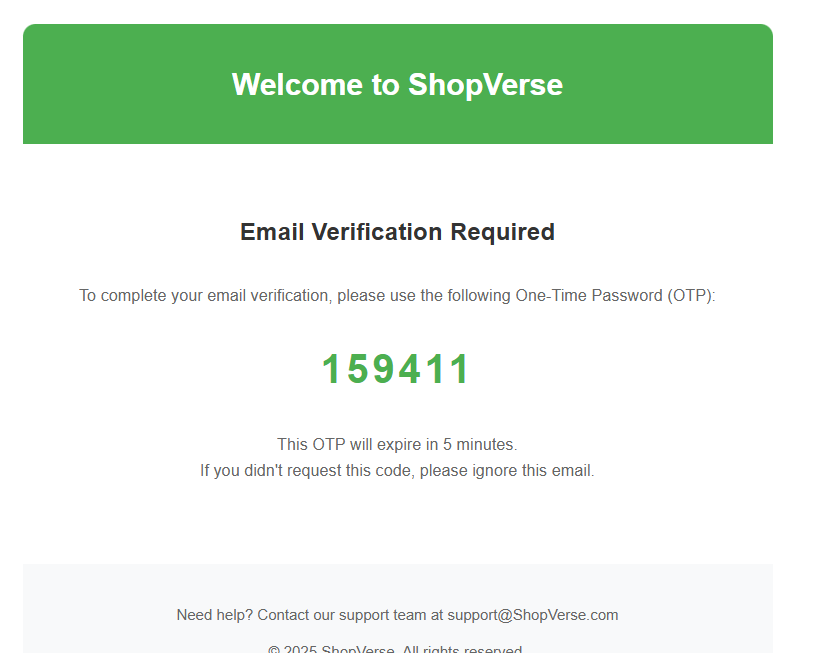 Welcome to ShopVerse
Email Verification Required
To complete your email verification, please use the following One-Time Password (OTP):
159411
This OTP will expire in 5 minutes.
If you didn't request this code, please ignore this email.
Need help? Contact our support team at support@ShopVerse.com
© 2025 ShopVerse. All rights reserved.